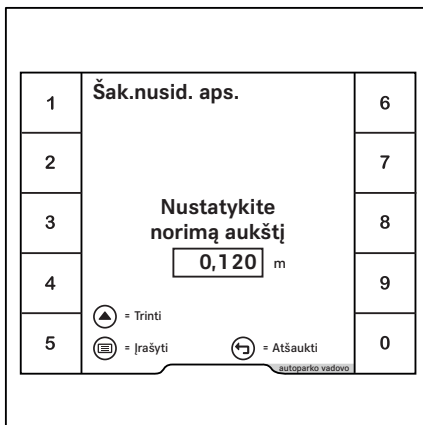 Šak.nusid. aps.
1
2
3
4
5
Nustatykite
norimą aukštį
0,120 m
= Trinti
= Įrašyti
= Atšaukti
autoparko vadovo
6
7
8
9
0